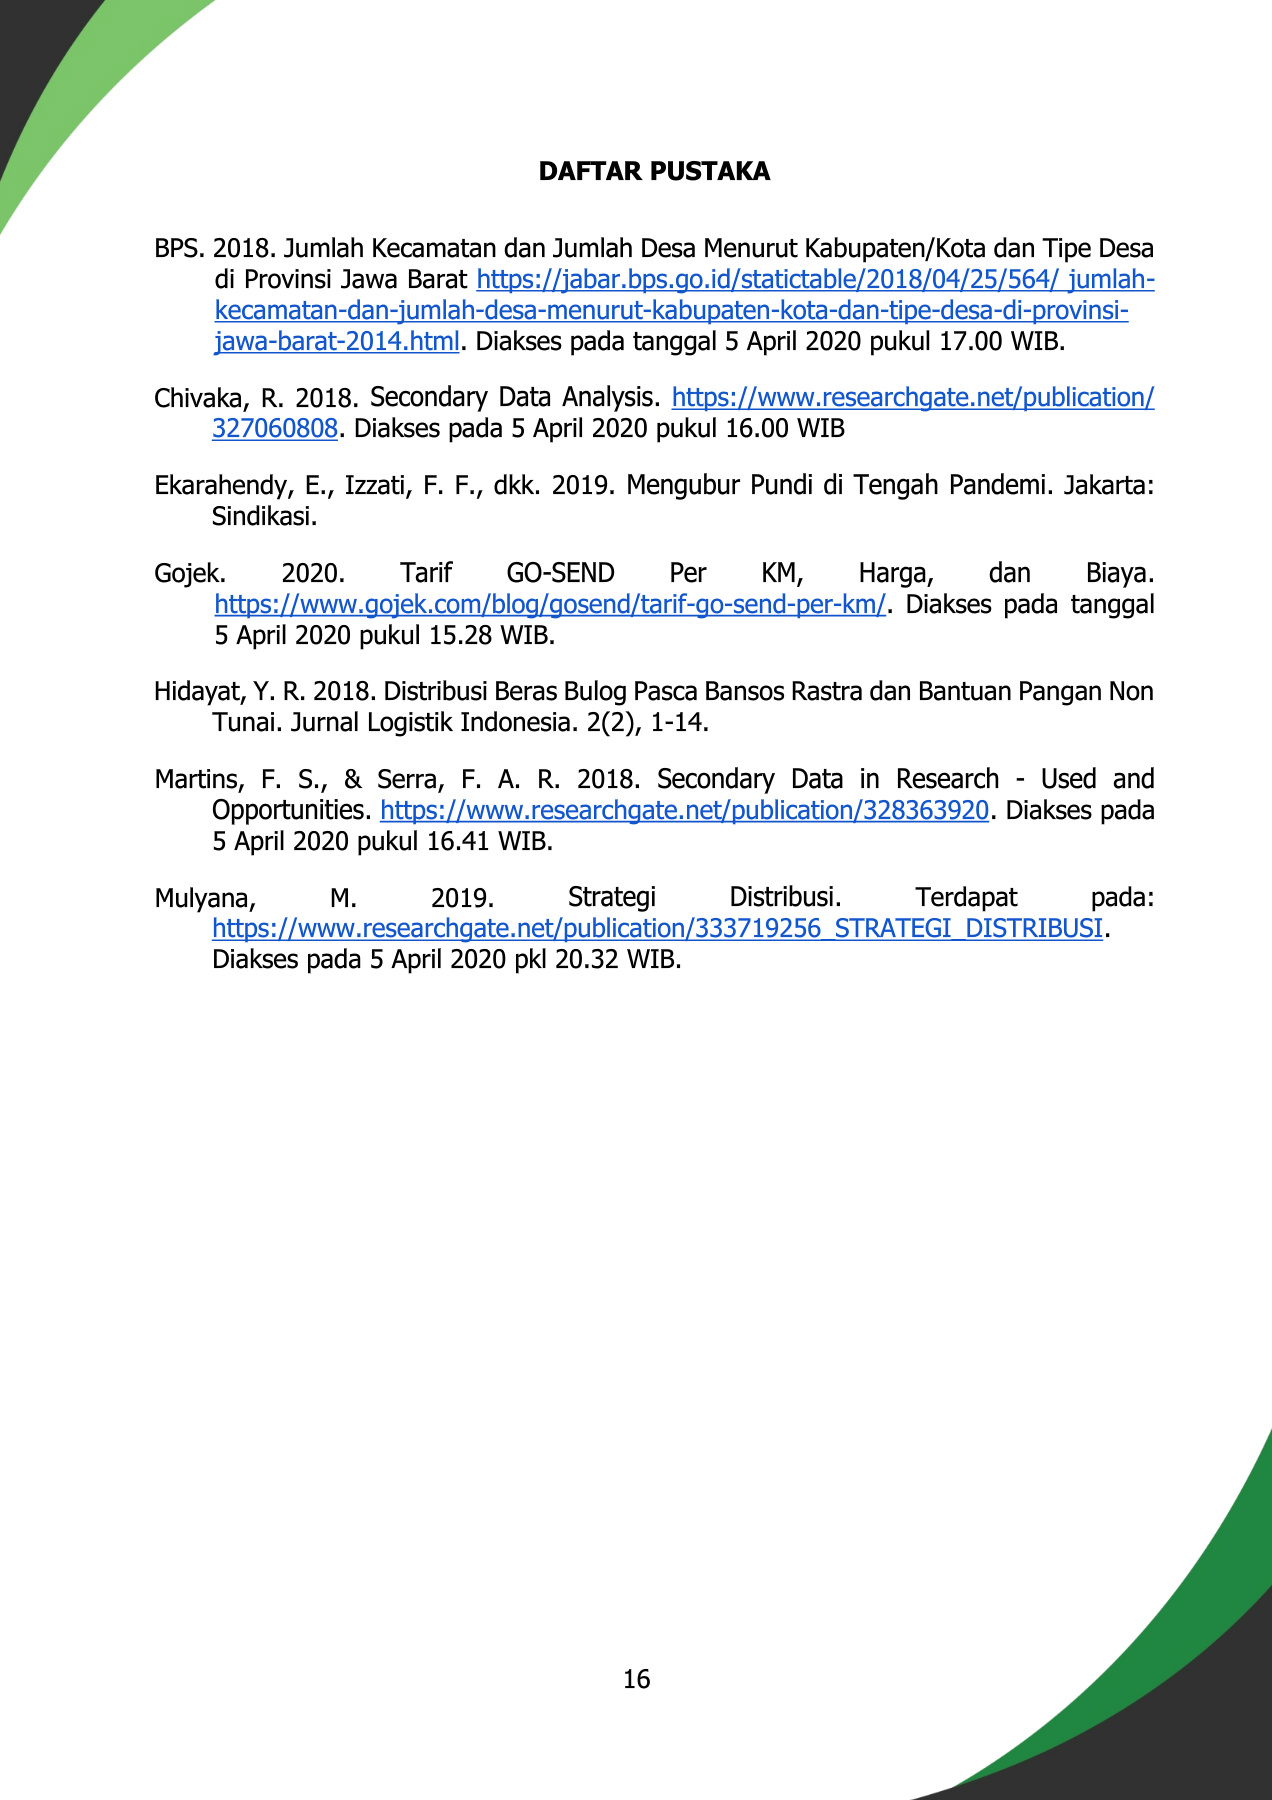 DAFTAR PUSTAKA
BPS. 2018. Jumlah Kecamatan dan Jumlah Desa Menurut Kabupaten/Kota dan Tipe Desa
di Provinsi Jawa Barat https://jabar.bps.go.id/statictable/2018/04/25/564/ jumlah-
kecamatan-dan-jumlah-desa-menurut-kabupaten-kota-dan-tipe-desa-di-provinsi-
jawa-barat-2014.html. Diakses pada tanggal 5 April 2020 pukul 17.00 WIB.
Chivaka, R. 2018. Secondary Data Analysis. https://www.researchgate.net/publication/
327060808. Diakses pada 5 April 2020 pukul 16.00 WIB
Ekarahendy, E., Izzati, F. F., dkk. 2019. Mengubur Pundi di Tengah Pandemi. Jakarta:
Sindikasi.
Gojek. 2020. Tarif GO-SEND Per KM, Harga, dan Biaya.
https://www.gojek.com/blog/gosend/tarif-go-send-per-km/. Diakses pada tanggal
5 April 2020 pukul 15.28 WIB.
Hidayat, Y. R. 2018. Distribusi Beras Bulog Pasca Bansos Rastra dan Bantuan Pangan Non
Tunai. Jurnal Logistik Indonesia. 2(2), 1-14.
Martins, F. S., & Serra, F. A. R. 2018. Secondary Data in Research - Used and
Opportunities. https://www.researchgate.net/publication/328363920. Diakses pada
5 April 2020 pukul 16.41 WIB.
Mulyana, M. 2019. Strategi Distribusi. Terdapat pada:
https://www.researchgate.net/publication/333719256_STRATEGI_DISTRIBUSI.
Diakses pada 5 April 2020 pkl 20.32 WIB.
16